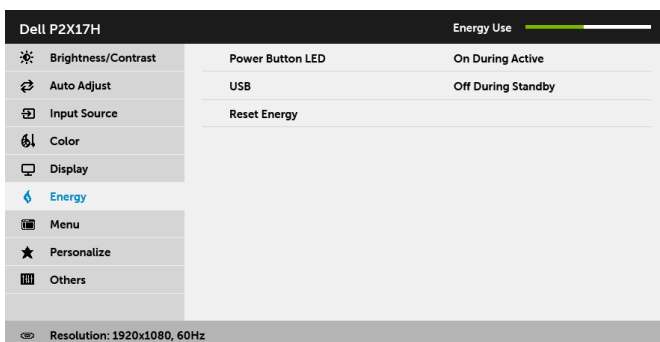 Dell P2X17H Energy Use
Brightness/Contrast Power Button LED On During Active
Auto Adjust USB Off During Standby
Input Source Reset Energy
Color
Display
Energy
Menu
Personalize
Others
Resolution: 1920x1080, 60Hz